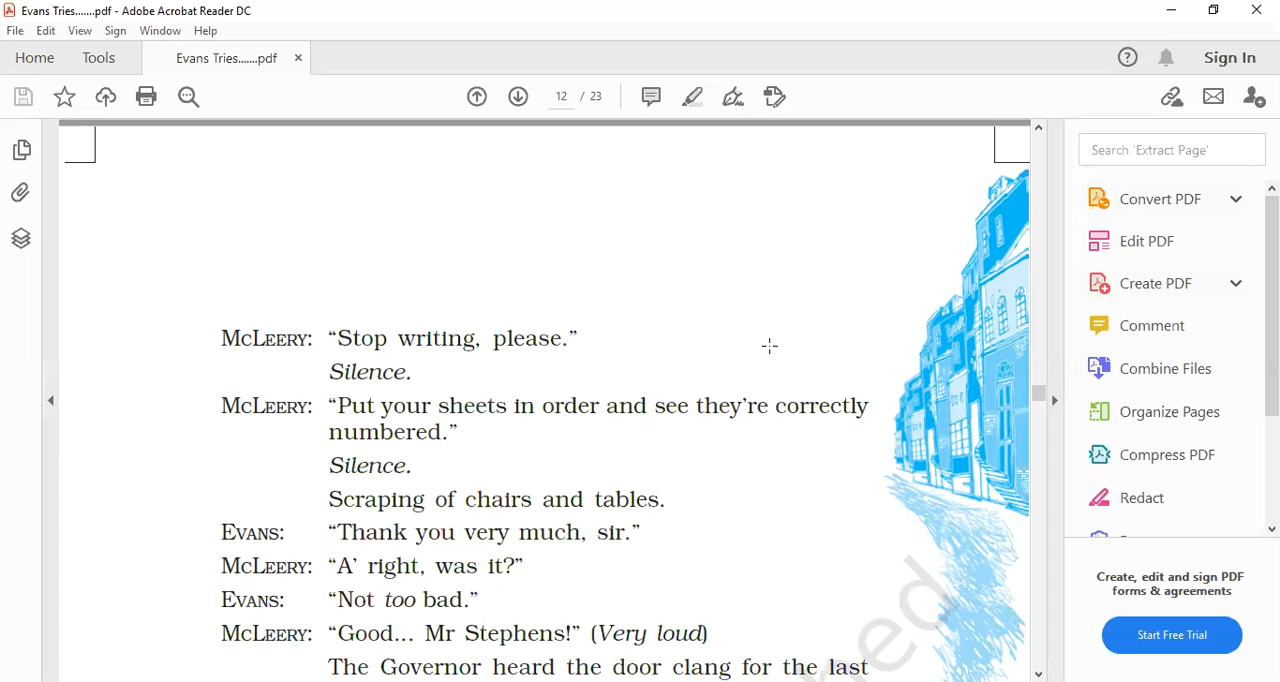 Evans Tries.......pdf - Adobe Acrobat Reader DC
File Edit View Sign Window Help
Home Tools Evans Tries.......pdf × Sign In
12 / 23
Search 'Extract Page'
Convert PDF
Edit PDF
Create PDF
Comment
Combine Files
Organize Pages
Compress PDF
Redact
Create, edit and sign PDF
forms & agreements
Start Free Trial
MCLEERY: “Stop writing, please.”
Silence.
MCLEERY: “Put your sheets in order and see they’re correctly
numbered.”
Silence.
Scraping of chairs and tables.
EVANS: “Thank you very much, sir.”
MCLEERY: “A’ right, was it?”
EVANS: “Not too bad.”
MCLEERY: “Good... Mr Stephens!” (Very loud)
The Governor heard the door clang for the last
hed